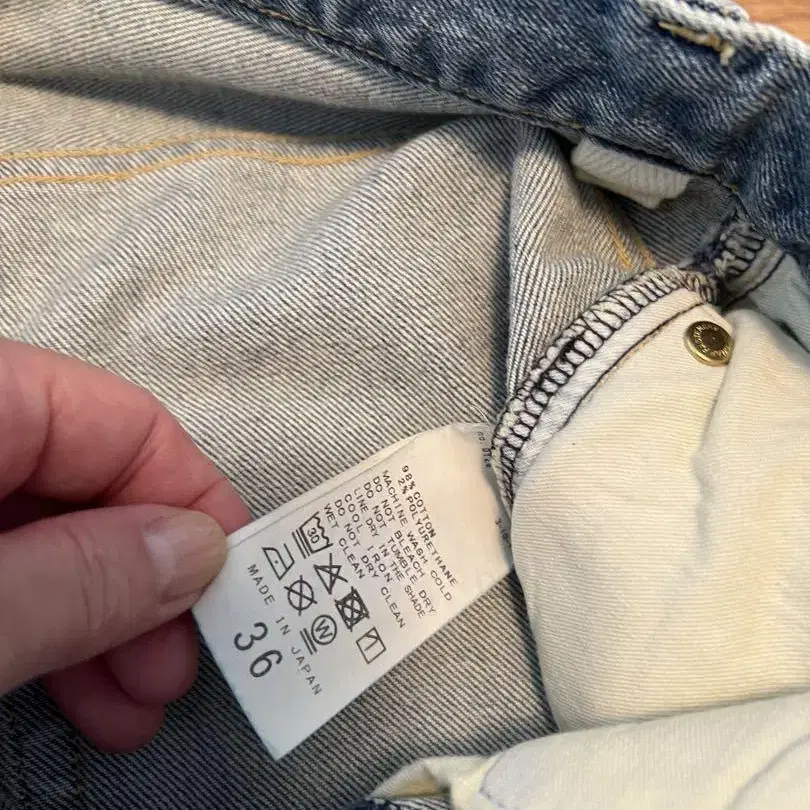 98% COTTON
2% POLYURETHANE
MACHINE WASH COLD
DO NOT BLEACH
DO NOT TUMBLE DRY
LINE DRY IN THE SHADE
COOL IRON
DO NOT DRY CLEAN
WET CLEAN
30
W
MADE IN JAPAN
36